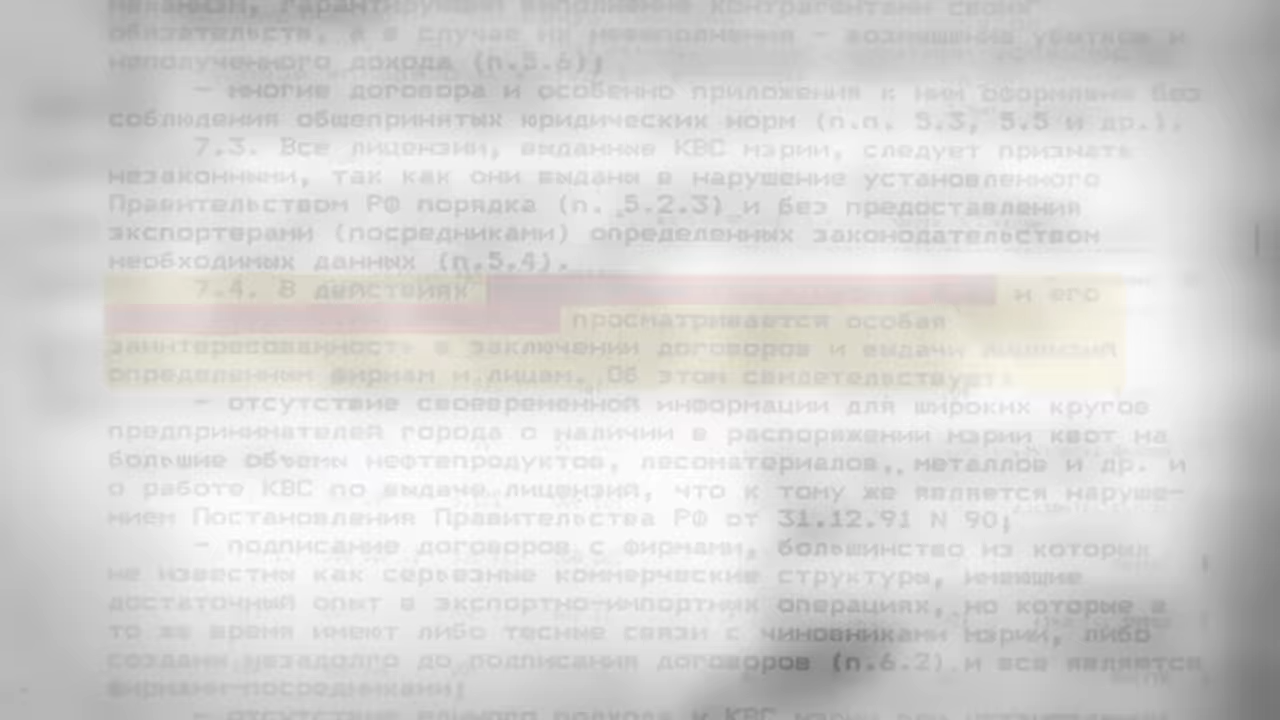 механизм, гарантирующий выполнение контрагентами своих
обязательств, а в случае их невыполнения - возмещение убытков и
неполученного дохода (п.5.6);
- многие договора и особенно приложения к ним оформлены без
соблюдения общепринятых юридических норм (п.п. 5.3, 5.5 и др.).
7.3. Все лицензии, выданные КВС мэрии, следует признать
незаконными, так как они выданы в нарушение установленного
Правительством РФ порядка (п. 5.2.3) и без предоставления
экспортерами (посредниками) определенных законодательством
необходимых данных (п.5.4).
7.4. В действиях и его
просматривается особая
заинтересованность в заключении договоров и выдачи лицензий
определенным фирмам и лицам. Об этом свидетельствует:
- отсутствие своевременной информации для широких кругов
предпринимателей города о наличии в распоряжении мэрии квот на
большие объемы нефтепродуктов, лесоматериалов, металлов и др. и
о работе КВС по выдаче лицензий, что к тому же является наруше-
нием Постановления Правительства РФ от 31.12.91 N 90;
- подписание договоров с фирмами, большинство из которых
не известны как серьезные коммерческие структуры, имеющие
достаточный опыт в экспортно-импортных операциях, но которые в
то же время имеют либо тесные связи с чиновниками мэрии, либо
созданы незадолго до подписания договоров (п.6.2) и все являются
фирмами-посредниками;
- отсутствие единого подхода к КВС мэрии